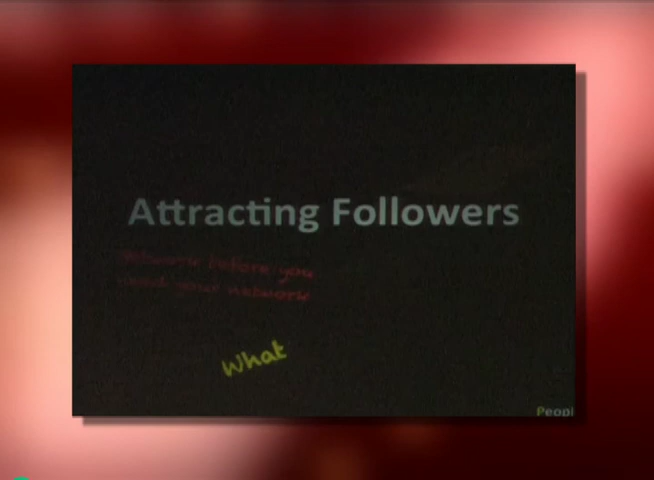 Attracting Followers
Network before you
need your network
What
Peopl